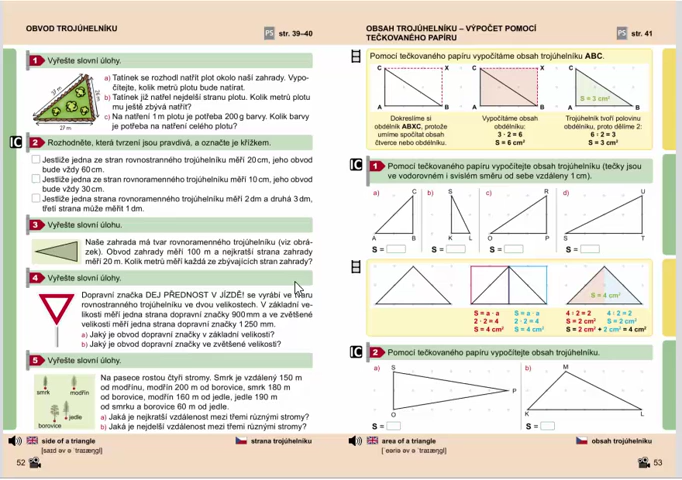 OBVOD TROJÚHELNÍKU
PS str. 39–40
1 Vyřešte slovní úlohy.
37 m
27 m
a) Tatínek se rozhodl natřít plot okolo naší zahrady. Vypo-
čítejte, kolik metrů plotu bude natírat.
b) Tatínek již natřel nejdelší stranu plotu. Kolik metrů plotu
mu ještě zbývá natřít?
c) Na natření 1 m plotu je potřeba 200 g barvy. Kolik barvy
je potřeba na natření celého plotu?
2 Rozhodněte, která tvrzení jsou pravdivá, a označte je křížkem.
Jestliže jedna ze stran rovnostranného trojúhelníku měří 20 cm, jeho obvod
bude vždy 60 cm.
Jestliže jedna ze stran rovnoramenného trojúhelníku měří 10 cm, jeho obvod
bude vždy 30 cm.
Jestliže jedna strana rovnoramenného trojúhelníku měří 2 dm a druhá 3 dm,
třetí strana může měřit 1 dm.
3 Vyřešte slovní úlohu.
Naše zahrada má tvar rovnoramenného trojúhelníku (viz obrá-
zek). Obvod zahrady měří 100 m a nejkratší strana zahrady
měří 20 m. Kolik metrů měří každá ze zbývajících stran zahrady?
4 Vyřešte slovní úlohy.
Dopravní značka DEJ PŘEDNOST V JÍZDĚ! se vyrábí ve tvaru
rovnostranného trojúhelníku ve dvou velikostech. V základní ve-
likosti měří jedna strana dopravní značky 900 mm a ve zvětšené
velikosti měří jedna strana dopravní značky 1 250 mm.
a) Jaký je obvod dopravní značky v základní velikosti?
b) Jaký je obvod dopravní značky ve zvětšené velikosti?
5 Vyřešte slovní úlohy.
smrk modřín
jedle
borovice
Na pasece rostou čtyři stromy. Smrk je vzdálený 150 m
od modřínu, modřín 200 m od borovice, smrk 180 m
od borovice, modřín 160 m od jedle, jedle 190 m
od smrku a borovice 60 m od jedle.
a) Jaká je nejkratší vzdálenost mezi třemi různými stromy?
b) Jaká je nejdelší vzdálenost mezi třemi různými stromy?
side of a triangle
strana trojúhelníku
52
OBSAH TROJÚHELNÍKU – VÝPOČET POMOCÍ
TEČKOVANÉHO PAPÍRU
PS str. 41
Pomocí tečkovaného papíru vypočítáme obsah trojúhelníku ABC.
C X C X C
S = 3 cm²
A B A B A B
Dokreslíme si
obdélník ABXC, protože
umíme spočítat obsah
čtverce nebo obdélníku.
Vypočítáme obsah
obdélníku:
3 · 2 = 6
S = 6 cm²
Trojúhelník tvoří polovinu
obdélníku, proto dělíme 2:
6 : 2 = 3
S = 3 cm²
1 Pomocí tečkovaného papíru vypočítejte obsah trojúhelníku (tečky jsou
ve vodorovném i svislém směru od sebe vzdáleny 1 cm).
a) C b) S c) R d) U
A B K L O P S T
S = S = S = S =
S = 4 cm²
S = a · a S = a · a
2 · 2 = 4 2 · 2 = 4
S = 4 cm² S = 4 cm²
4 : 2 = 2 4 : 2 = 2
S = 2 cm² S = 2 cm²
S = 2 cm² + 2 cm² = 4 cm²
2 Pomocí tečkovaného papíru vypočítejte obsah trojúhelníku.
a) S b) M
P
O K L
S = S =
area of a triangle
obsah trojúhelníku
53